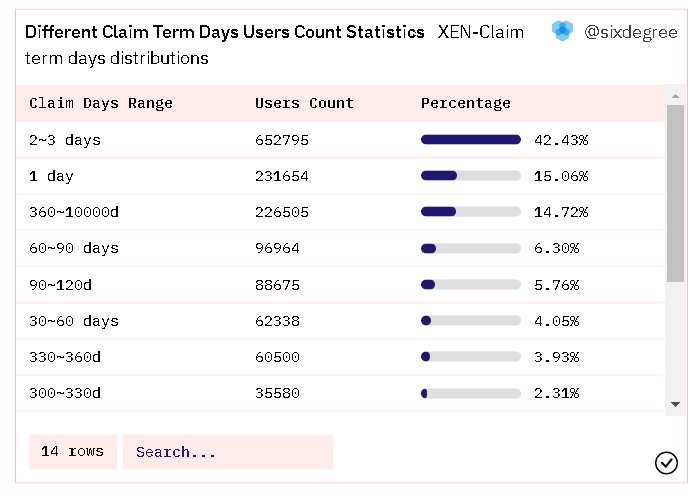 Different Claim Term Days Users Count Statistics XEN-Claim @sixdegree
term days distributions
Claim Days Range Users Count Percentage
2~3 days 652795 42.43%
1 day 231654 15.06%
360~10000d 226505 14.72%
60~90 days 96964 6.30%
90~120d 88675 5.76%
30~60 days 62338 4.05%
330~360d 60500 3.93%
300~330d 35580 2.31%
14 rows Search...